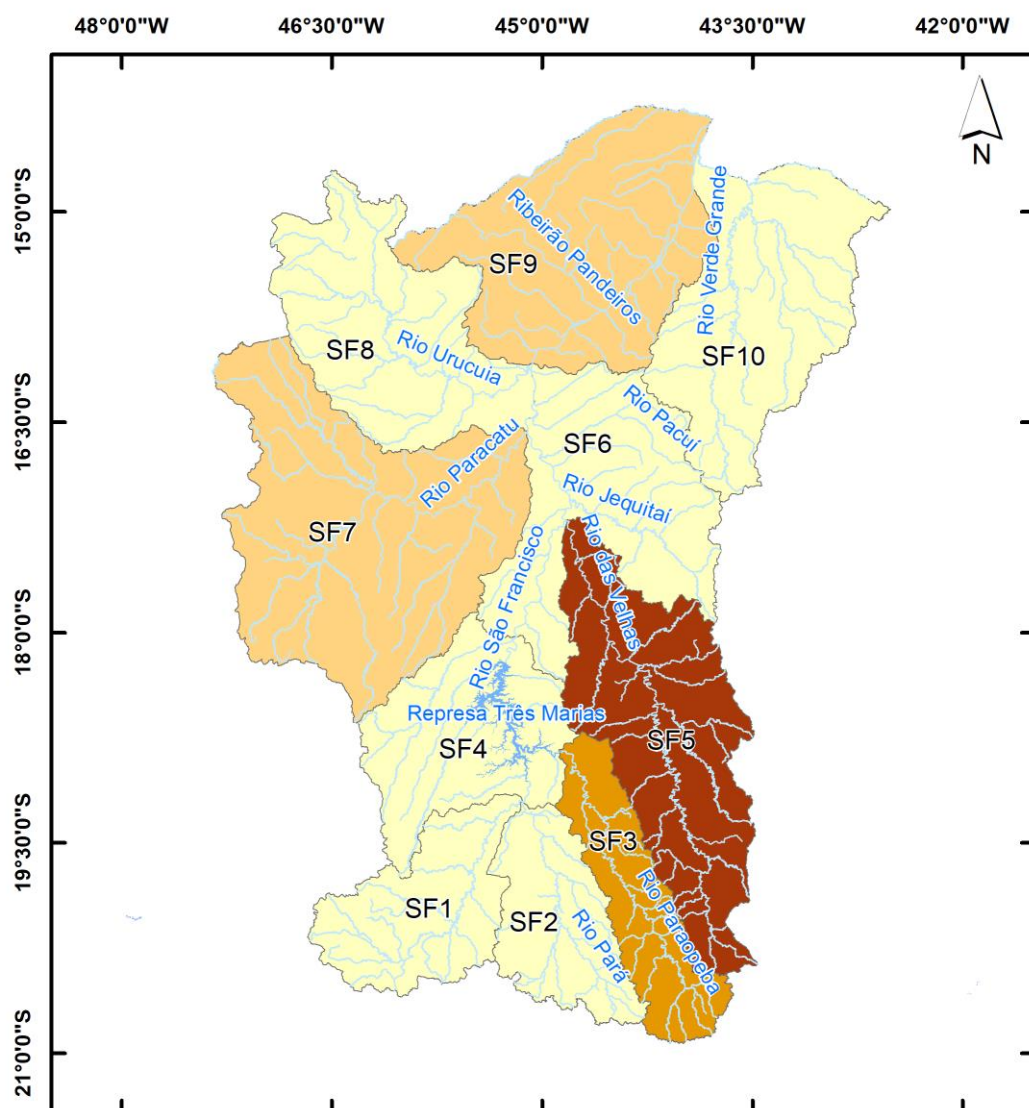 48°0'0"W
46°30'0"W
45°0'0"W
43°30'0"W
42°0'0"W
N
15°0'0"S
16°30'0"S
18°0'0"S
19°30'0"S
21°0'0"S
Ribeirão Pandeiros
SF9
Rio Verde Grande
SF8
Rio Urucuia
SF10
Rio Pacuí
SF6
Rio Paracatu
Rio Jequitaí
SF7
Rio das Velhas
Rio São Francisco
Represa Três Marias
SF4
SF5
SF3
Rio Paraopeba
SF1
SF2
Rio Pará